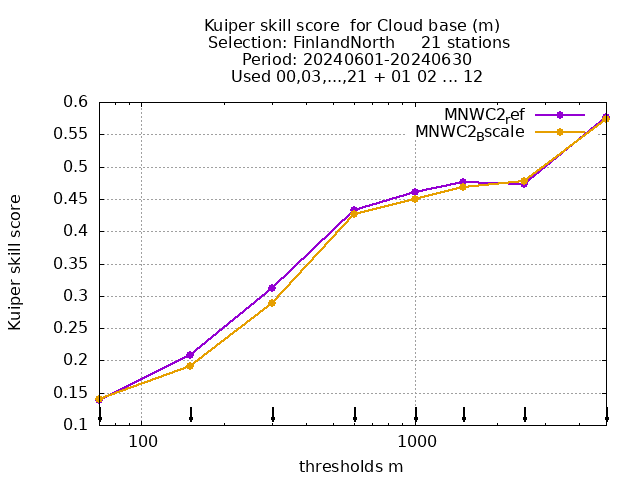 Kuiper skill score  for Cloud base (m)
Selection: FinlandNorth     21 stations
Period: 20240601-20240630
Used 00,03,...,21 + 01 02 ... 12
MNWC2ref
MNWC2Bscale
0.6
0.55
0.5
0.45
0.4
0.35
0.3
0.25
0.2
0.15
0.1
Kuiper skill score
100
1000
thresholds m